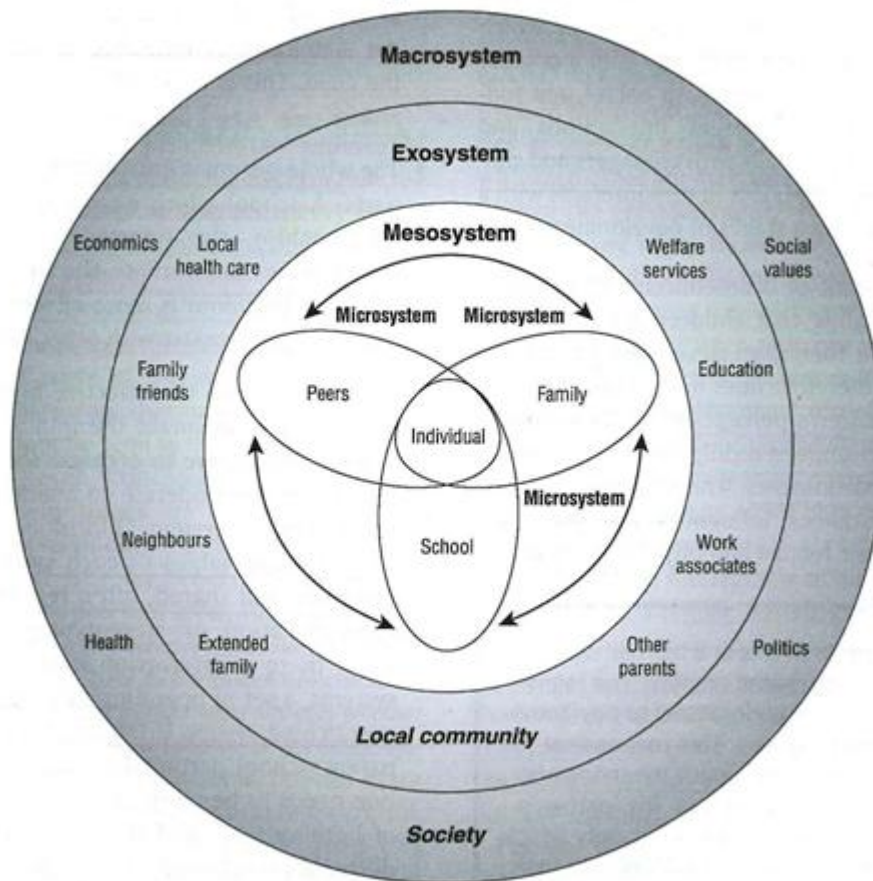 Macrosystem
Exosystem
Mesosystem
Economics
Local
health care
Welfare
services
Social
values
Microsystem
Microsystem
Family
friends
Peers
Family
Education
Individual
Microsystem
School
Neighbours
Work
associates
Health
Extended
family
Other
parents
Politics
Local community
Society